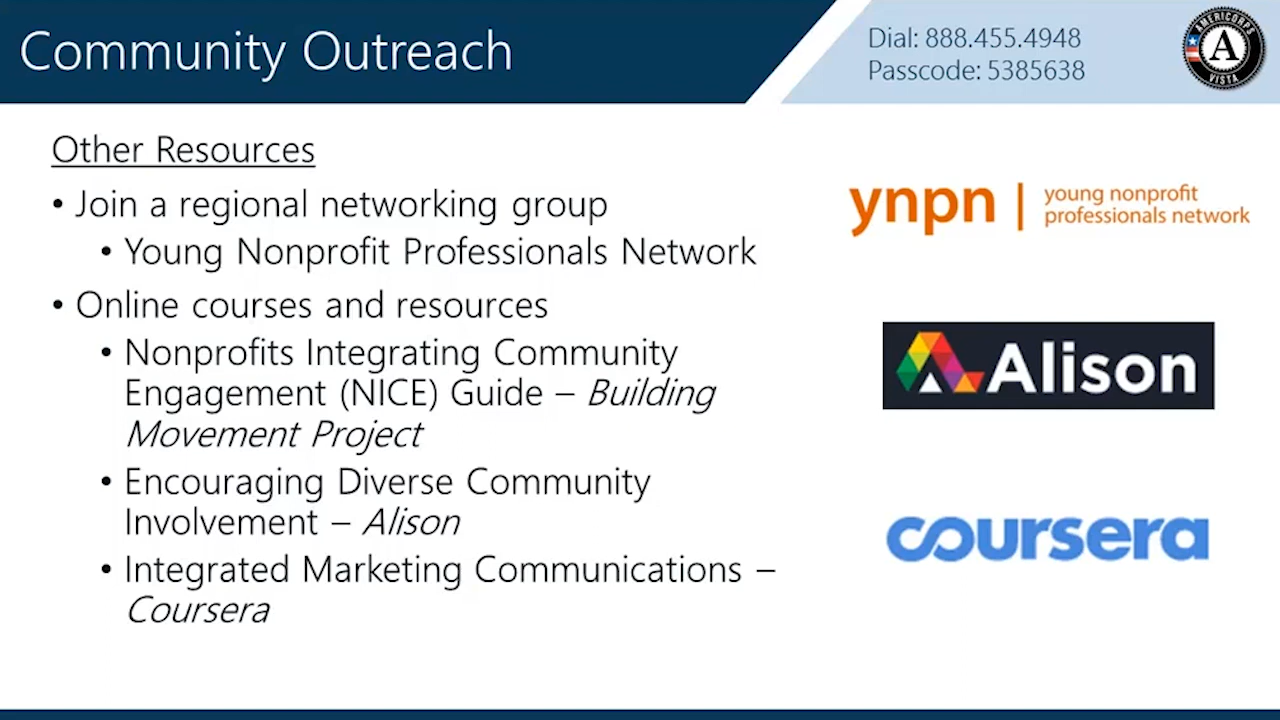 Community Outreach
Dial: 888.455.4948
Passcode: 5385638
AMERICORPS
A
VISTA
Other Resources
• Join a regional networking group
• Young Nonprofit Professionals Network
• Online courses and resources
• Nonprofits Integrating Community
Engagement (NICE) Guide – Building
Movement Project
• Encouraging Diverse Community
Involvement – Alison
• Integrated Marketing Communications –
Coursera
ynpn | young nonprofit
professionals network
Alison
coursera